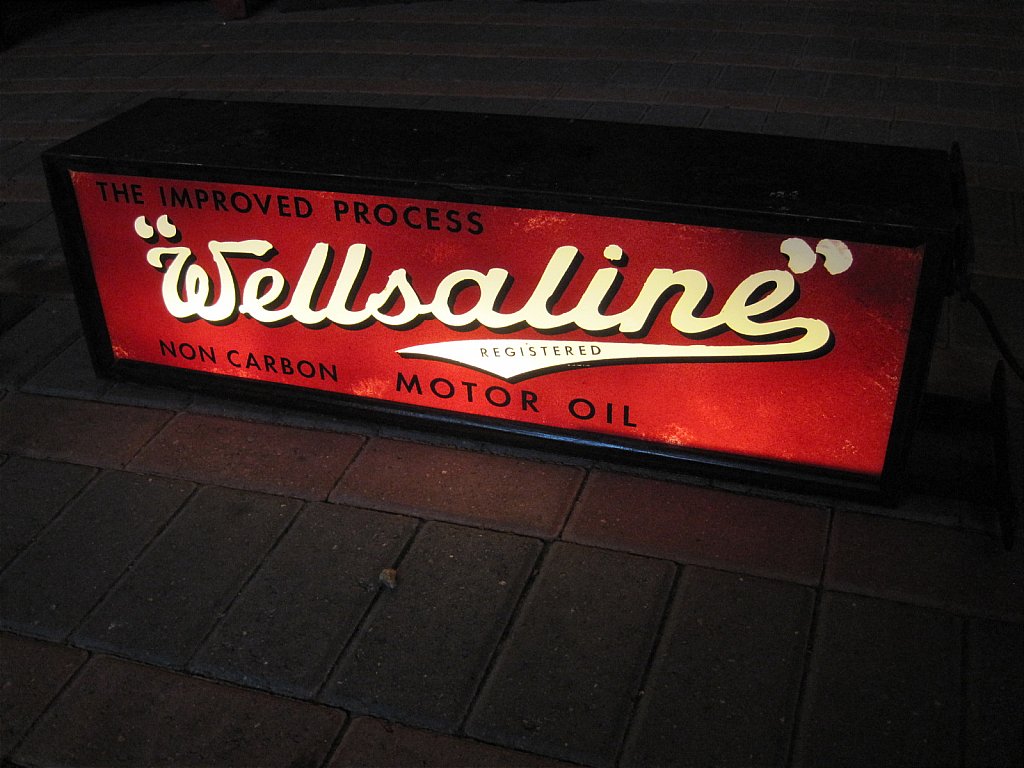 THE IMPROVED PROCESS
"Wellsaline"
REGISTERED
NON CARBON MOTOR OIL